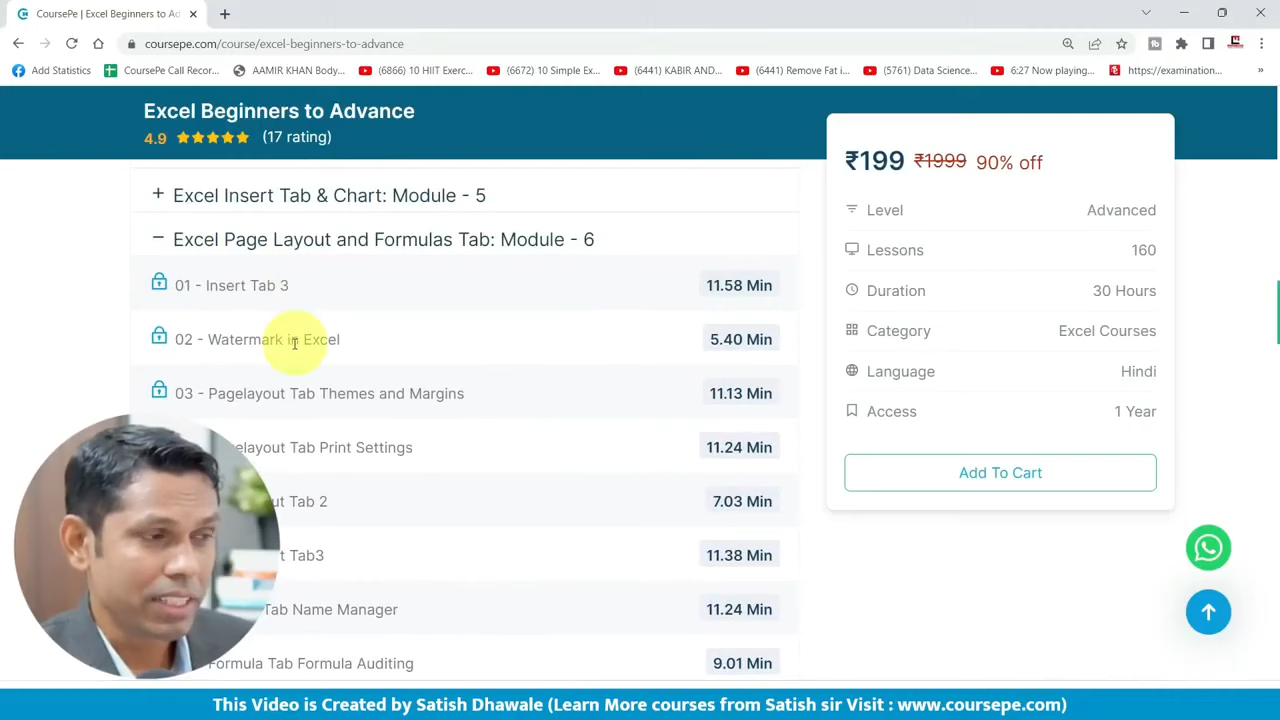 CoursePe | Excel Beginners to Ad
coursepe.com/course/excel-beginners-to-advance
Add Statistics
CoursePe Call Recor...
AAMIR KHAN Body...
(6866) 10 HIIT Exerc...
(6672) 10 Simple Ex...
(6441) KABIR AND...
(6441) Remove Fat i...
(5761) Data Science...
6:27 Now playing...
https://examination...
»
Excel Beginners to Advance
4.9 ★★★★★ (17 rating)
+ Excel Insert Tab & Chart: Module - 5
− Excel Page Layout and Formulas Tab: Module - 6
01 - Insert Tab 3 11.58 Min
02 - Watermark in Excel 5.40 Min
03 - Pagelayout Tab Themes and Margins 11.13 Min
elayout Tab Print Settings 11.24 Min
ut Tab 2 7.03 Min
t Tab3 11.38 Min
Tab Name Manager 11.24 Min
Formula Tab Formula Auditing 9.01 Min
₹199 ₹1999 90% off
Level Advanced
Lessons 160
Duration 30 Hours
Category Excel Courses
Language Hindi
Access 1 Year
Add To Cart
This Video is Created by Satish Dhawale (Learn More courses from Satish sir Visit : www.coursepe.com)